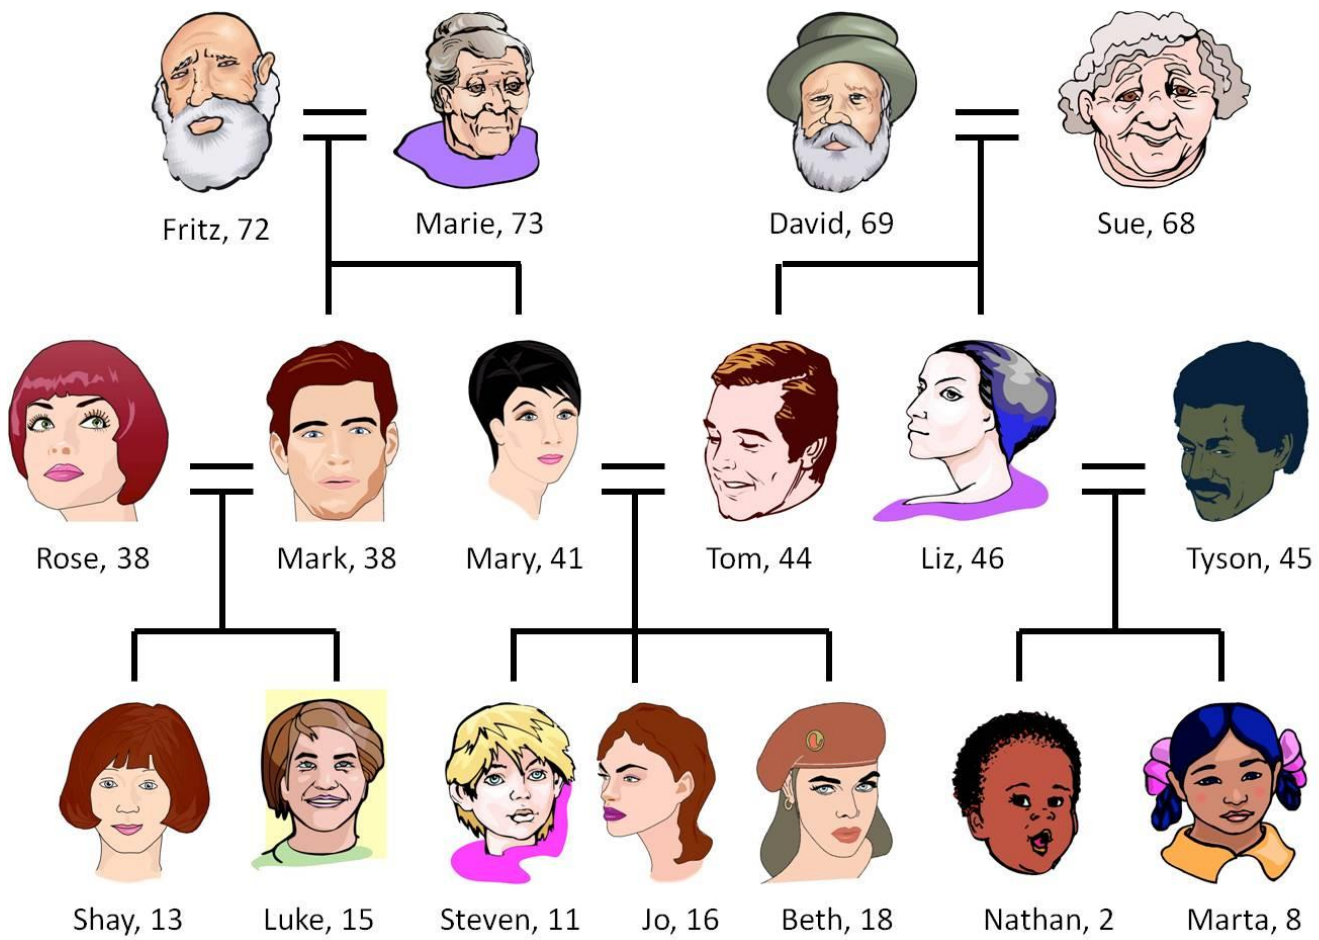 Fritz, 72
Marie, 73
David, 69
Sue, 68
Rose, 38
Mark, 38
Mary, 41
Tom, 44
Liz, 46
Tyson, 45
Shay, 13
Luke, 15
Steven, 11
Jo, 16
Beth, 18
Nathan, 2
Marta, 8